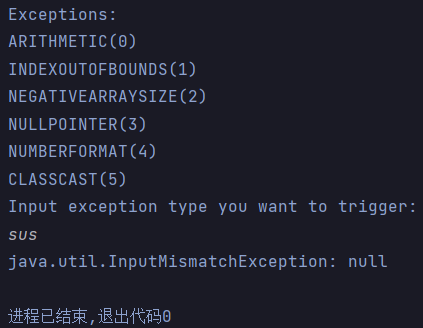 Exceptions:
ARITHMETIC(0)
INDEXOUTOFBOUNDS(1)
NEGATIVEARRAYSIZE(2)
NULLPOINTER(3)
NUMBERFORMAT(4)
CLASSCAST(5)
Input exception type you want to trigger:
sus
java.util.InputMismatchException: null
进程已结束,退出代码0